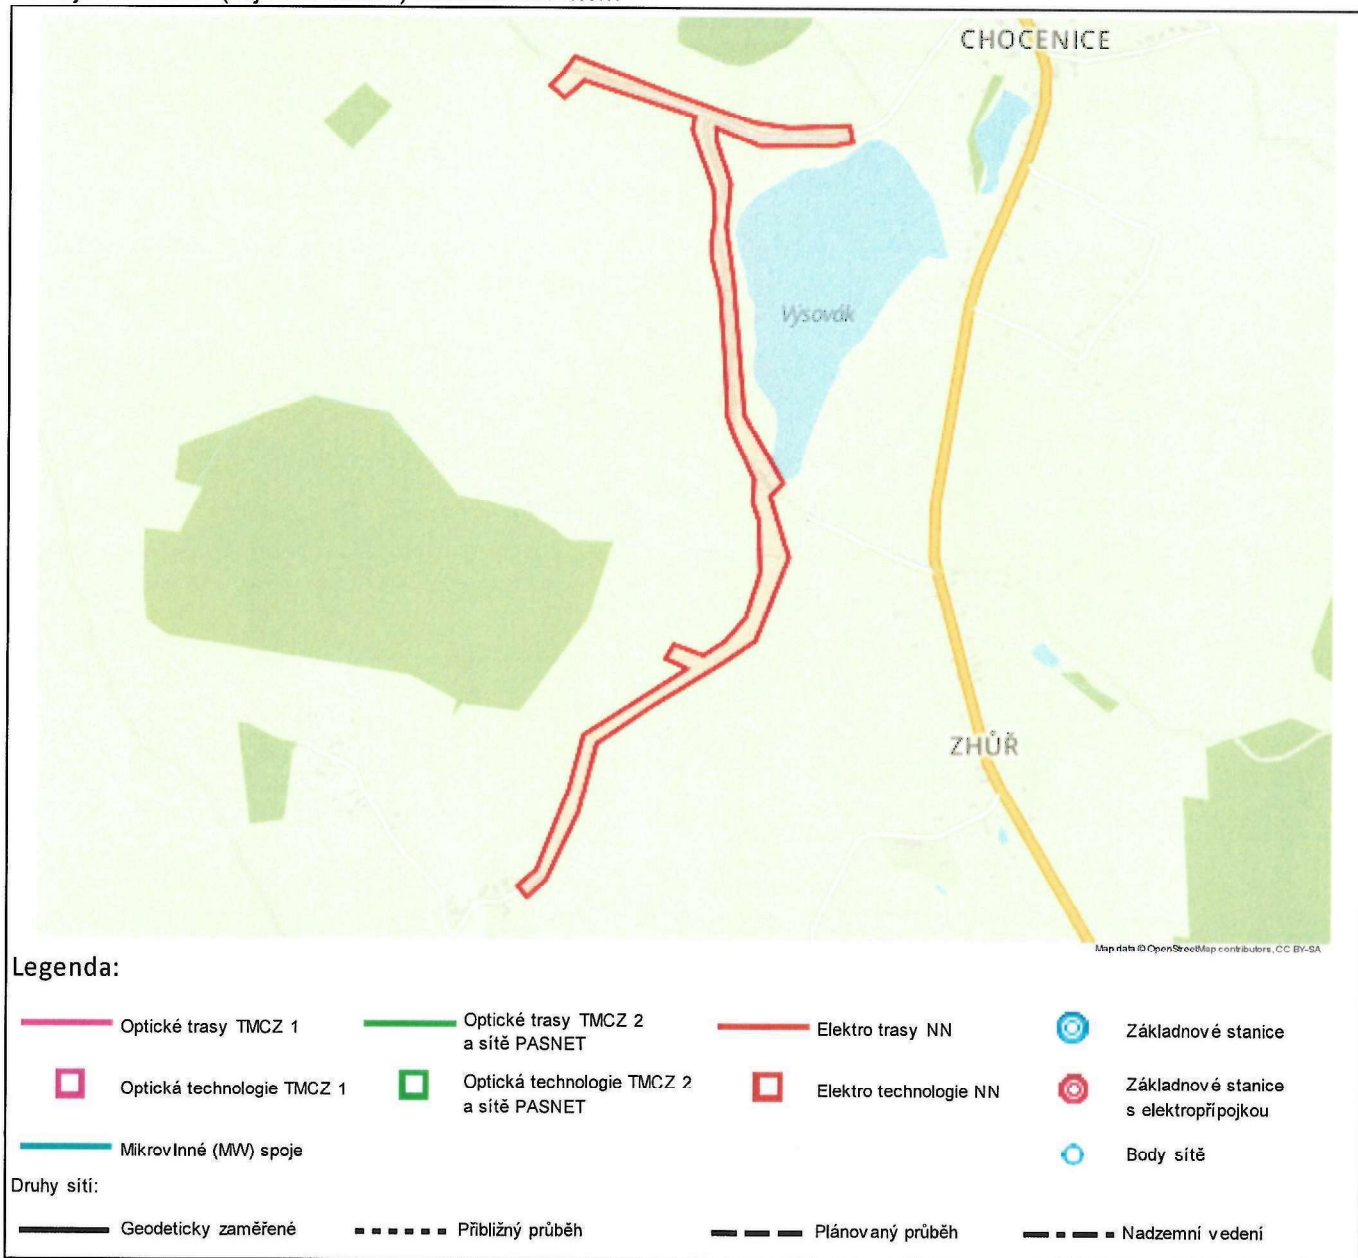 CHOCENICE
Výsovák
ZHŮŘ
Map data © OpenStreetMap contributors, CC BY-SA
Legenda:
Optické trasy TMCZ 1
Optické trasy TMCZ 2
a sítě PASNET
Elektro trasy NN
Základnové stanice
Optická technologie TMCZ 1
Optická technologie TMCZ 2
a sítě PASNET
Elektro technologie NN
Základnové stanice
s elektropřípojkou
Mikrovlnné (MW) spoje
Body sítě
Druhy sítí:
Geodeticky zaměřené
Přibližný průběh
Plánovaný průběh
Nadzemní vedení